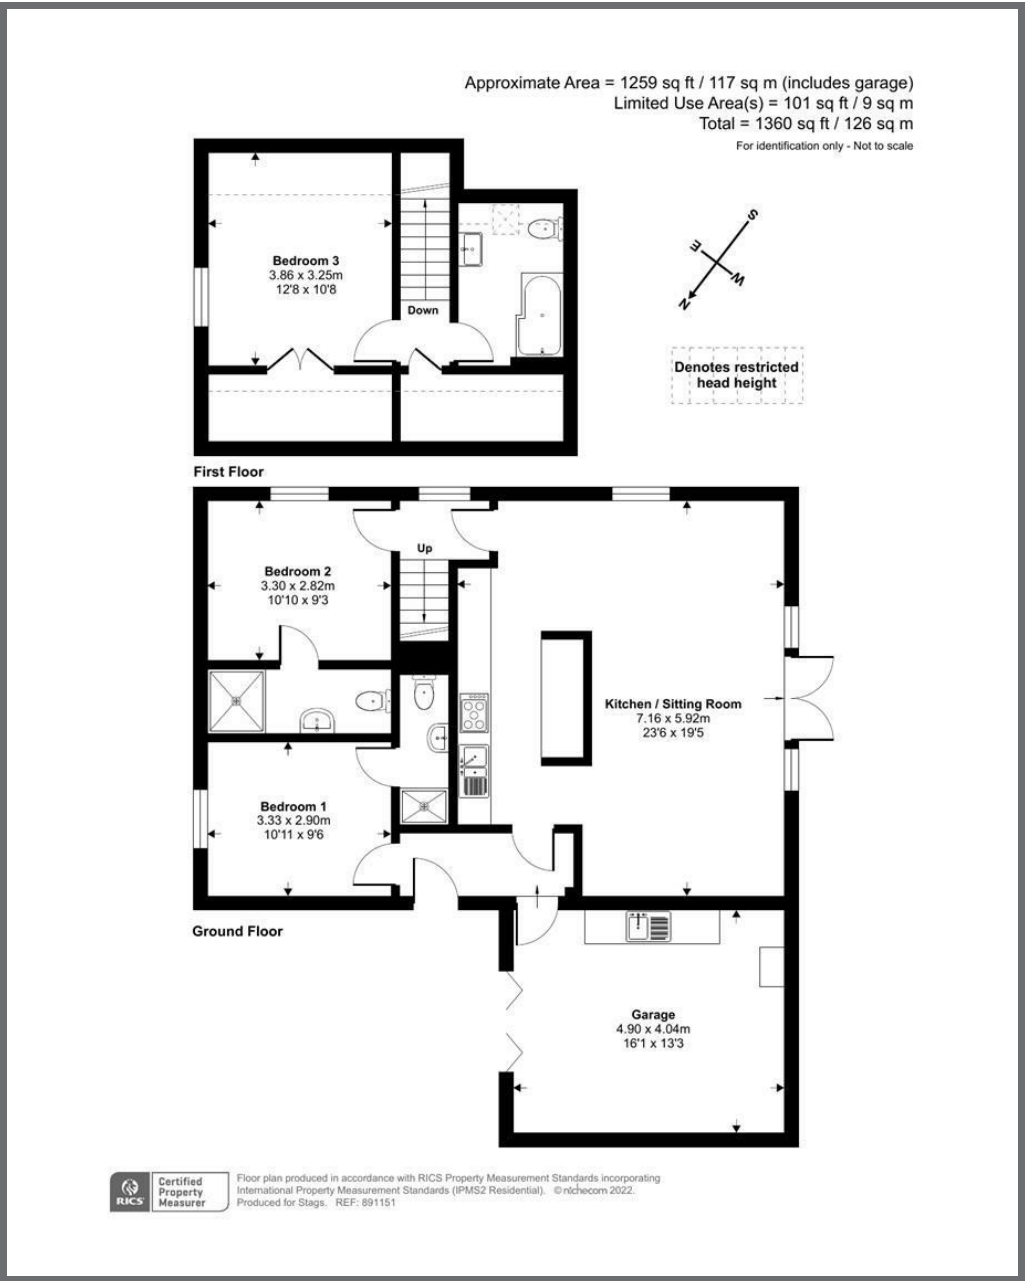 Approximate Area = 1259 sq ft / 117 sq m (includes garage)
Limited Use Area(s) = 101 sq ft / 9 sq m
Total = 1360 sq ft / 126 sq m
For identification only - Not to scale
S
E
W
N
Bedroom 3
3.86 x 3.25m
12'8 x 10'8
Down
Denotes restricted
head height
First Floor
Up
Bedroom 2
3.30 x 2.82m
10'10 x 9'3
Kitchen / Sitting Room
7.16 x 5.92m
23'6 x 19'5
Bedroom 1
3.33 x 2.90m
10'11 x 9'6
Ground Floor
Garage
4.90 x 4.04m
16'1 x 13'3
RICS
Certified
Property
Measurer
Floor plan produced in accordance with RICS Property Measurement Standards incorporating
International Property Measurement Standards (IPMS2 Residential). © nichecom 2022.
Produced for Stags. REF: 891151